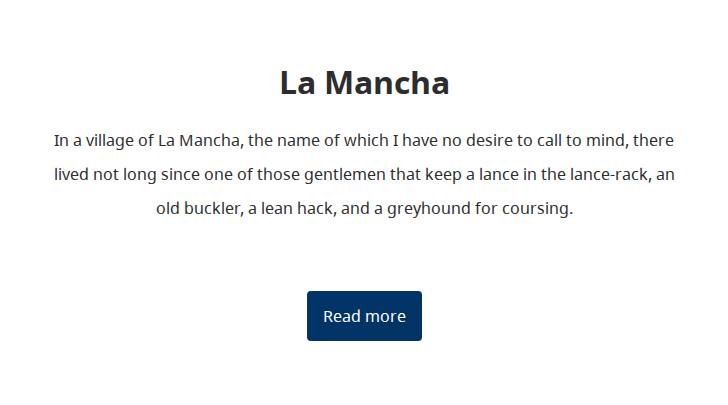 La Mancha
In a village of La Mancha, the name of which I have no desire to call to mind, there
lived not long since one of those gentlemen that keep a lance in the lance-rack, an
old buckler, a lean hack, and a greyhound for coursing.
Read more